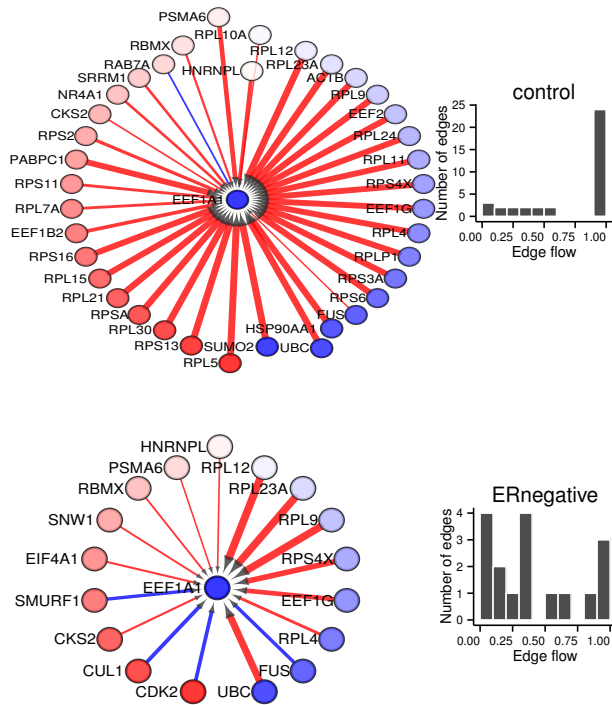 PSMA6
RPL10A
RBMX
RPL12
RAB7A
RPL23A
SRRM1
HNRNPL
ACTB
NR4A1
RPL9
CKS2
EEF2
RPS2
RPL24
PABPC1
RPL11
RPS11
EEF1A1
RPS4X
RPL7A
EEF1G
EEF1B2
RPL4
RPS16
RPLP1
RPL15
RPS3A
RPL21
RPS6
RPSA
FUS
RPL30
HSP90AA1
RPS13
SUMO2
UBC
RPL5
control
Number of edges
25
20
15
10
5
0
0.00 0.25 0.50 0.75 1.00
Edge flow
HNRNPL
PSMA6
RPL12
RBMX
RPL23A
SNW1
RPL9
EIF4A1
RPS4X
EEF1A1
SMURF1
EEF1G
CKS2
RPL4
CUL1
FUS
CDK2
UBC
ERnegative
Number of edges
4
3
2
1
0
0.00 0.25 0.50 0.75 1.00
Edge flow